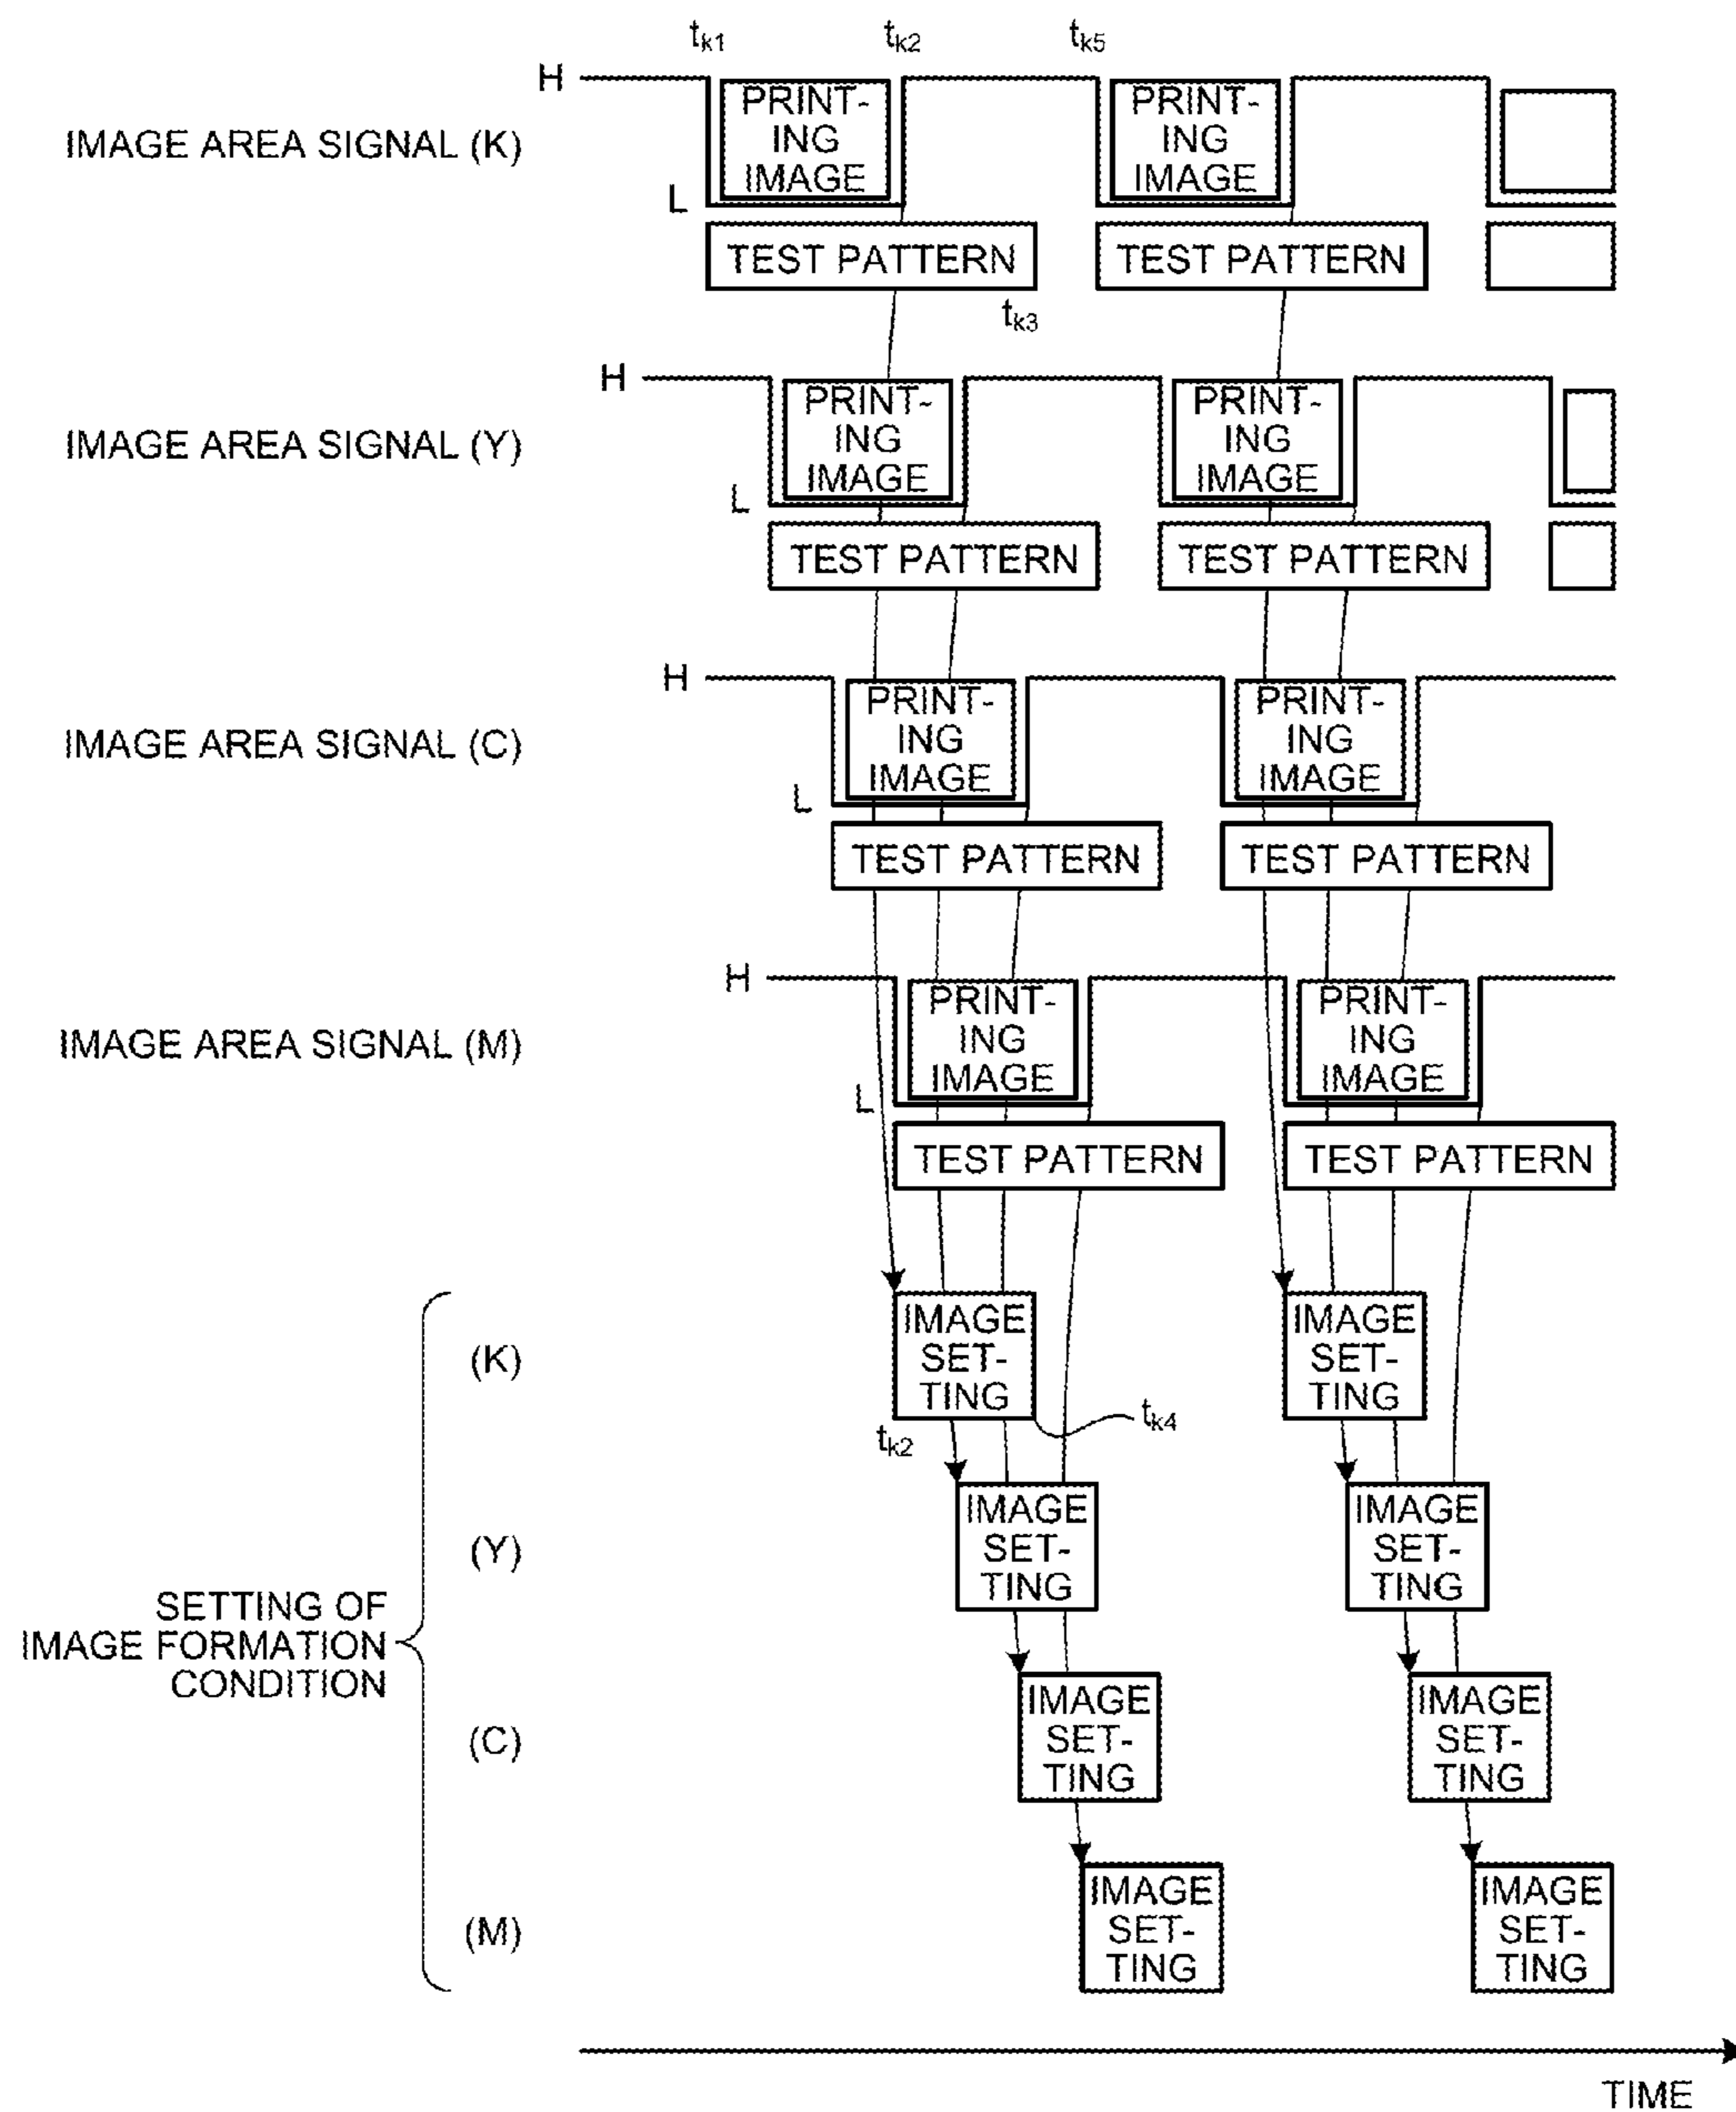 tk1 tk2 tk5
H
PRINT-
ING
IMAGE
PRINT-
ING
IMAGE
IMAGE AREA SIGNAL (K)
L
TEST PATTERN
TEST PATTERN
tk3
H
PRINT-
ING
IMAGE
PRINT-
ING
IMAGE
IMAGE AREA SIGNAL (Y)
L
TEST PATTERN
TEST PATTERN
H
PRINT-
ING
IMAGE
PRINT-
ING
IMAGE
IMAGE AREA SIGNAL (C)
L
TEST PATTERN
TEST PATTERN
H
PRINT-
ING
IMAGE
PRINT-
ING
IMAGE
IMAGE AREA SIGNAL (M)
L
TEST PATTERN
TEST PATTERN
SETTING OF
IMAGE FORMATION
CONDITION
(K)
IMAGE
SET-
TING
IMAGE
SET-
TING
tk2
tk4
(Y)
IMAGE
SET-
TING
IMAGE
SET-
TING
(C)
IMAGE
SET-
TING
IMAGE
SET-
TING
(M)
IMAGE
SET-
TING
IMAGE
SET-
TING
TIME